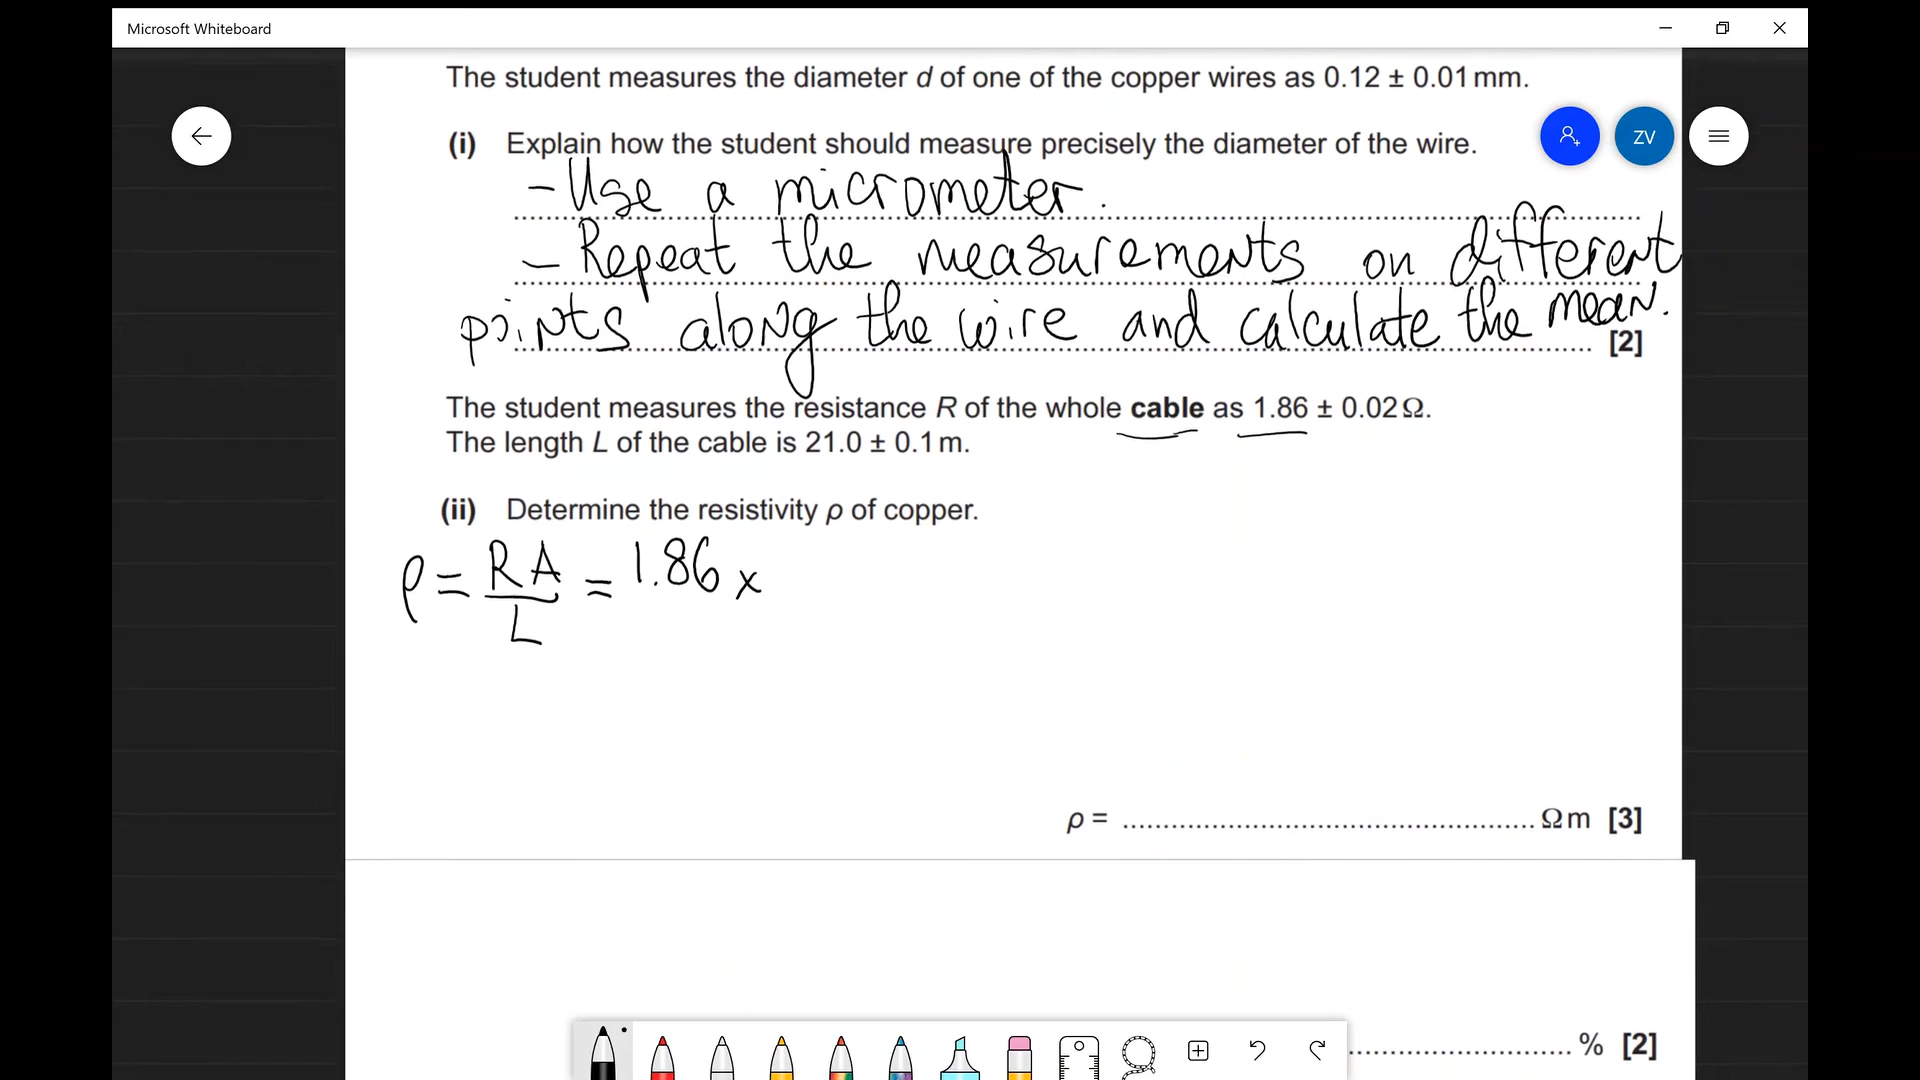 Microsoft Whiteboard
The student measures the diameter d of one of the copper wires as 0.12 ± 0.01 mm.
(i) Explain how the student should measure precisely the diameter of the wire.
ZV
- Use a micrometer.
- Repeat the measurements on different
points along the wire and calculate the mean.
[2]
The student measures the resistance R of the whole cable as 1.86 ± 0.02 Ω.
The length L of the cable is 21.0 ± 0.1 m.
(ii) Determine the resistivity ρ of copper.
ρ = RA/L = 1.86 x
ρ = ............................................... Ω m [3]
............................ % [2]